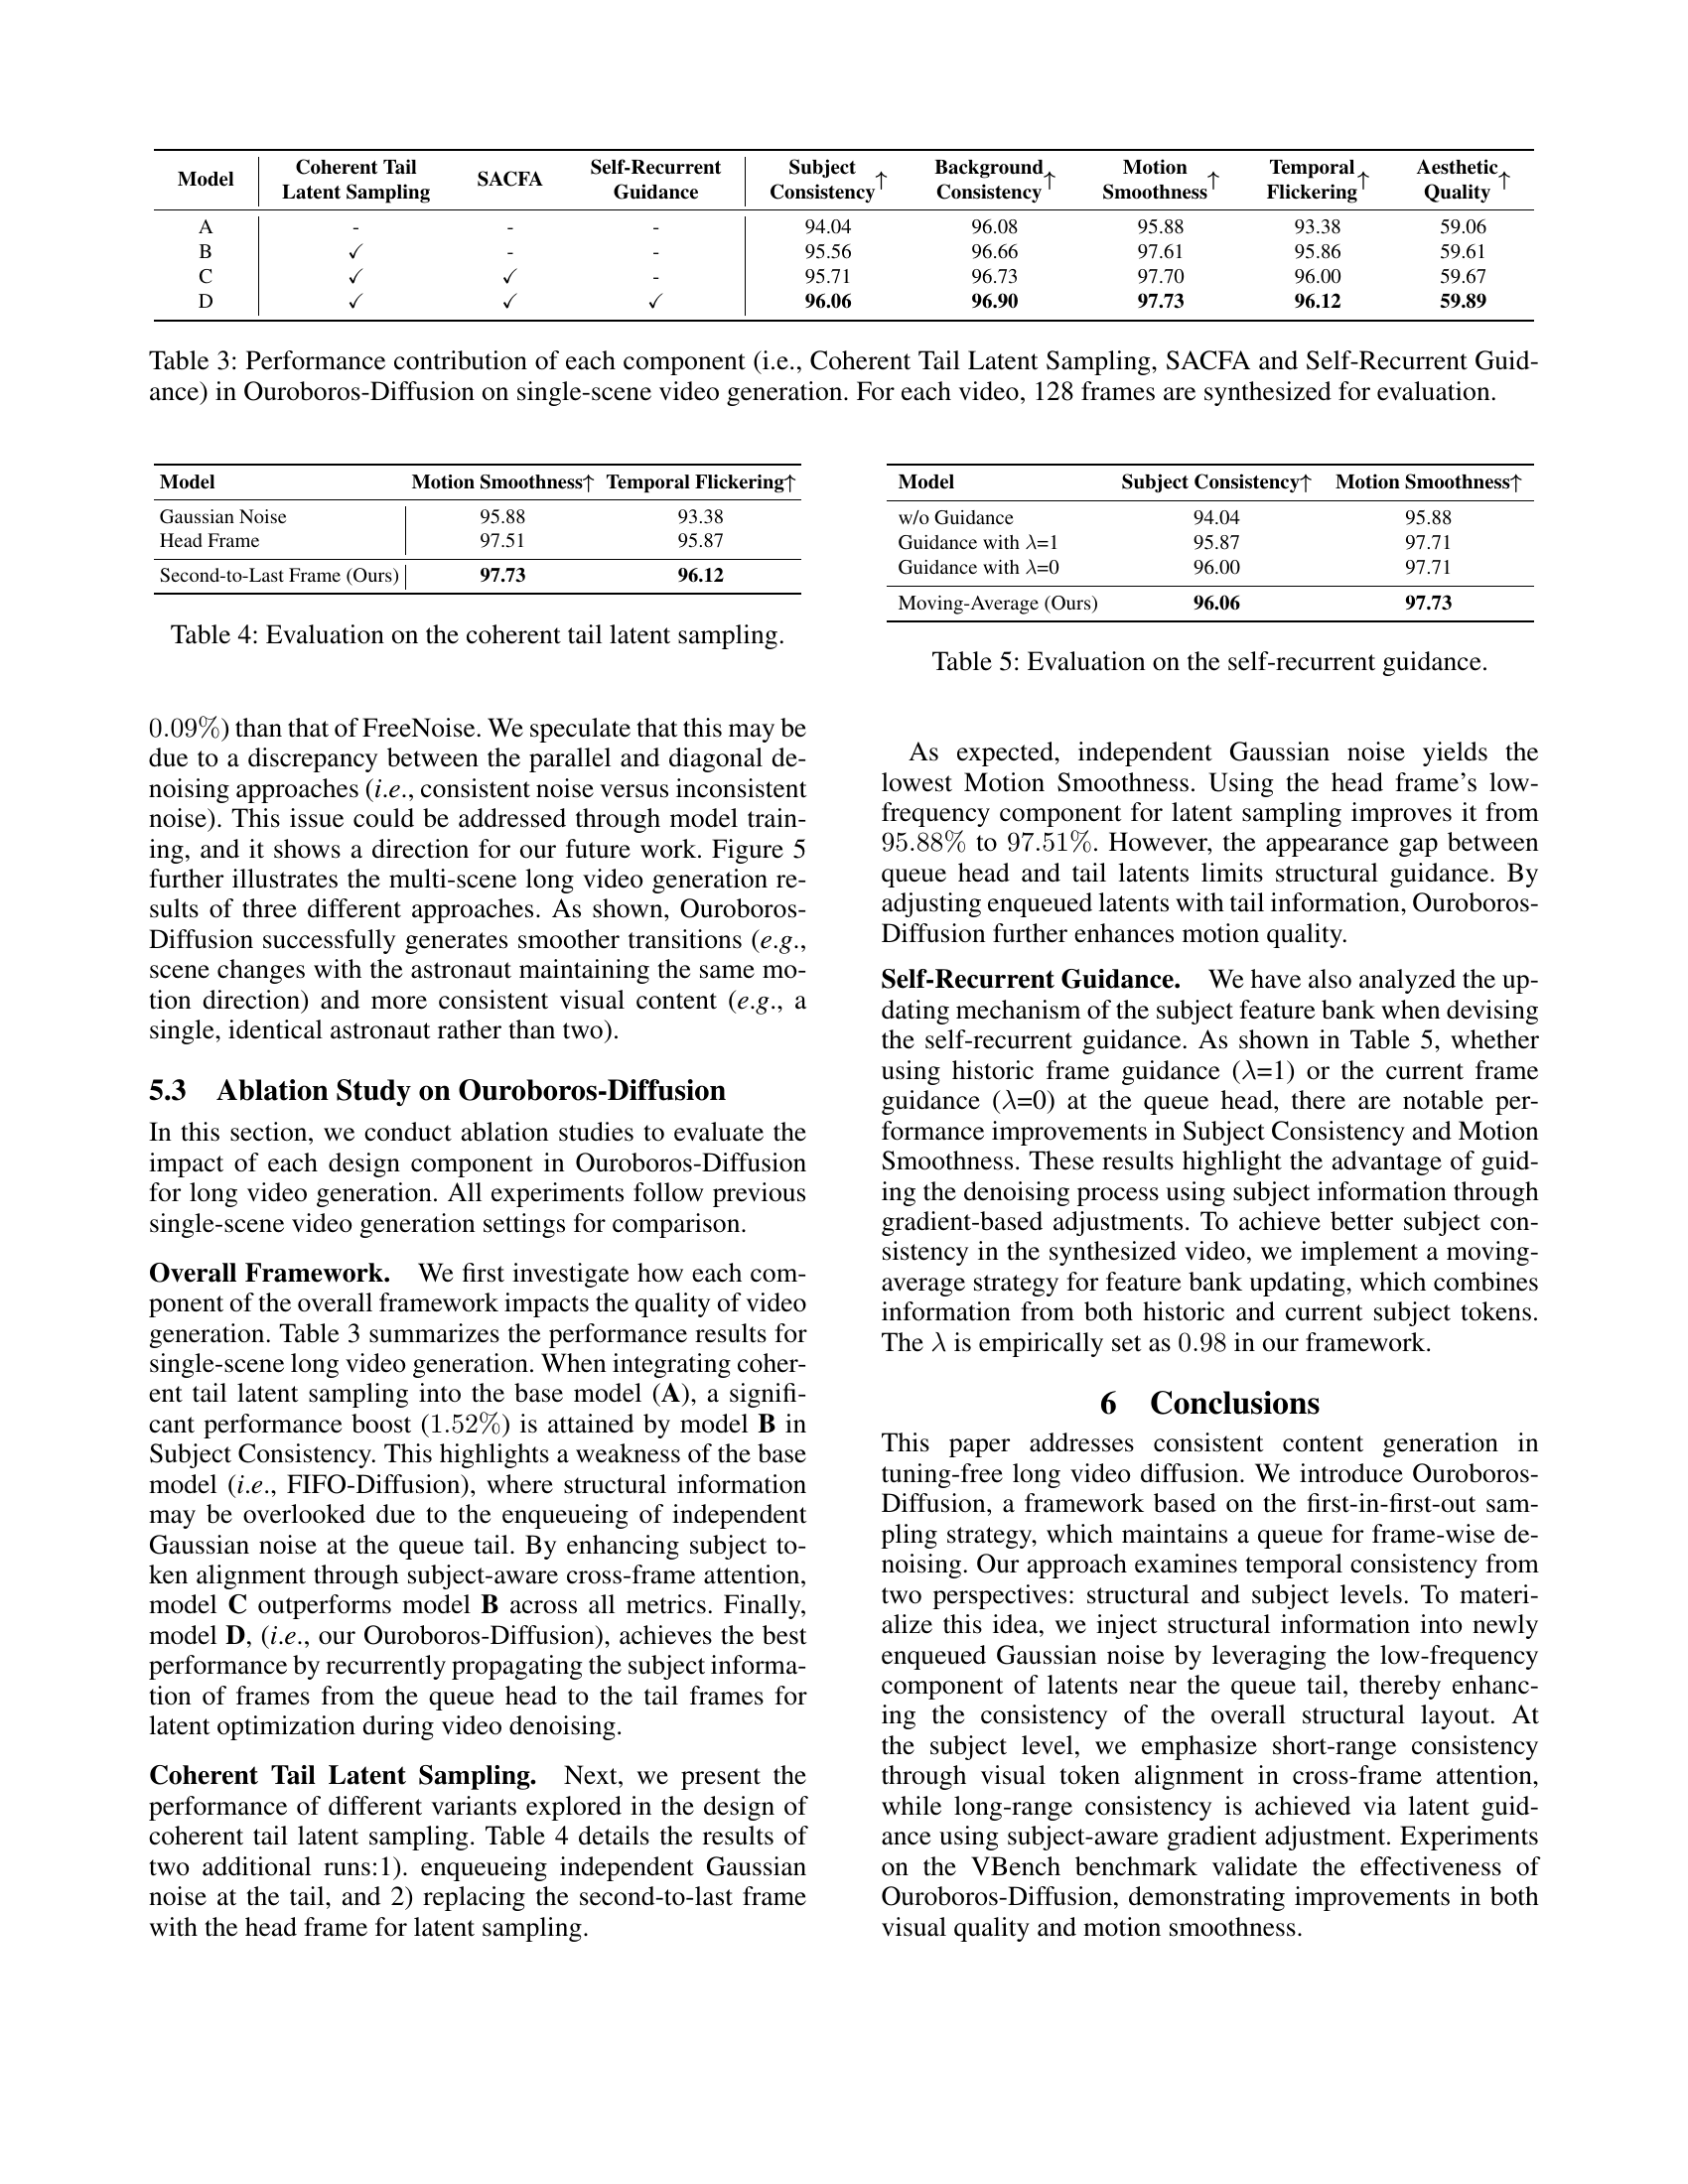 Model | Coherent Tail Latent Sampling | SACFA | Self-Recurrent Guidance | Subject Consistency↑ | Background Consistency↑ | Motion Smoothness↑ | Temporal Flickering↑ | Aesthetic Quality↑
A - - - 94.04 96.08 95.88 93.38 59.06
B ✓ - - 95.56 96.66 97.61 95.86 59.61
C ✓ ✓ - 95.71 96.73 97.70 96.00 59.67
D ✓ ✓ ✓ 96.06 96.90 97.73 96.12 59.89
Table 3: Performance contribution of each component (i.e., Coherent Tail Latent Sampling, SACFA and Self-Recurrent Guid-
ance) in Ouroboros-Diffusion on single-scene video generation. For each video, 128 frames are synthesized for evaluation.
Model Motion Smoothness↑ Temporal Flickering↑
Gaussian Noise 95.88 93.38
Head Frame 97.51 95.87
Second-to-Last Frame (Ours) 97.73 96.12
Table 4: Evaluation on the coherent tail latent sampling.
0.09%) than that of FreeNoise. We speculate that this may be
due to a discrepancy between the parallel and diagonal de-
noising approaches (i.e., consistent noise versus inconsistent
noise). This issue could be addressed through model train-
ing, and it shows a direction for our future work. Figure 5
further illustrates the multi-scene long video generation re-
sults of three different approaches. As shown, Ouroboros-
Diffusion successfully generates smoother transitions (e.g.,
scene changes with the astronaut maintaining the same mo-
tion direction) and more consistent visual content (e.g., a
single, identical astronaut rather than two).
5.3 Ablation Study on Ouroboros-Diffusion
In this section, we conduct ablation studies to evaluate the
impact of each design component in Ouroboros-Diffusion
for long video generation. All experiments follow previous
single-scene video generation settings for comparison.
Overall Framework. We first investigate how each com-
ponent of the overall framework impacts the quality of video
generation. Table 3 summarizes the performance results for
single-scene long video generation. When integrating coher-
ent tail latent sampling into the base model (A), a signifi-
cant performance boost (1.52%) is attained by model B in
Subject Consistency. This highlights a weakness of the base
model (i.e., FIFO-Diffusion), where structural information
may be overlooked due to the enqueueing of independent
Gaussian noise at the queue tail. By enhancing subject to-
ken alignment through subject-aware cross-frame attention,
model C outperforms model B across all metrics. Finally,
model D, (i.e., our Ouroboros-Diffusion), achieves the best
performance by recurrently propagating the subject informa-
tion of frames from the queue head to the tail frames for
latent optimization during video denoising.
Coherent Tail Latent Sampling. Next, we present the
performance of different variants explored in the design of
coherent tail latent sampling. Table 4 details the results of
two additional runs:1). enqueueing independent Gaussian
noise at the tail, and 2) replacing the second-to-last frame
with the head frame for latent sampling.
Model Subject Consistency↑ Motion Smoothness↑
w/o Guidance 94.04 95.88
Guidance with λ=1 95.87 97.71
Guidance with λ=0 96.00 97.71
Moving-Average (Ours) 96.06 97.73
Table 5: Evaluation on the self-recurrent guidance.
As expected, independent Gaussian noise yields the
lowest Motion Smoothness. Using the head frame's low-
frequency component for latent sampling improves it from
95.88% to 97.51%. However, the appearance gap between
queue head and tail latents limits structural guidance. By
adjusting enqueued latents with tail information, Ouroboros-
Diffusion further enhances motion quality.
Self-Recurrent Guidance. We have also analyzed the up-
dating mechanism of the subject feature bank when devising
the self-recurrent guidance. As shown in Table 5, whether
using historic frame guidance (λ=1) or the current frame
guidance (λ=0) at the queue head, there are notable per-
formance improvements in Subject Consistency and Motion
Smoothness. These results highlight the advantage of guid-
ing the denoising process using subject information through
gradient-based adjustments. To achieve better subject con-
sistency in the synthesized video, we implement a moving-
average strategy for feature bank updating, which combines
information from both historic and current subject tokens.
The λ is empirically set as 0.98 in our framework.
6 Conclusions
This paper addresses consistent content generation in
tuning-free long video diffusion. We introduce Ouroboros-
Diffusion, a framework based on the first-in-first-out sam-
pling strategy, which maintains a queue for frame-wise de-
noising. Our approach examines temporal consistency from
two perspectives: structural and subject levels. To materi-
alize this idea, we inject structural information into newly
enqueued Gaussian noise by leveraging the low-frequency
component of latents near the queue tail, thereby enhanc-
ing the consistency of the overall structural layout. At
the subject level, we emphasize short-range consistency
through visual token alignment in cross-frame attention,
while long-range consistency is achieved via latent guid-
ance using subject-aware gradient adjustment. Experiments
on the VBench benchmark validate the effectiveness of
Ouroboros-Diffusion, demonstrating improvements in both
visual quality and motion smoothness.